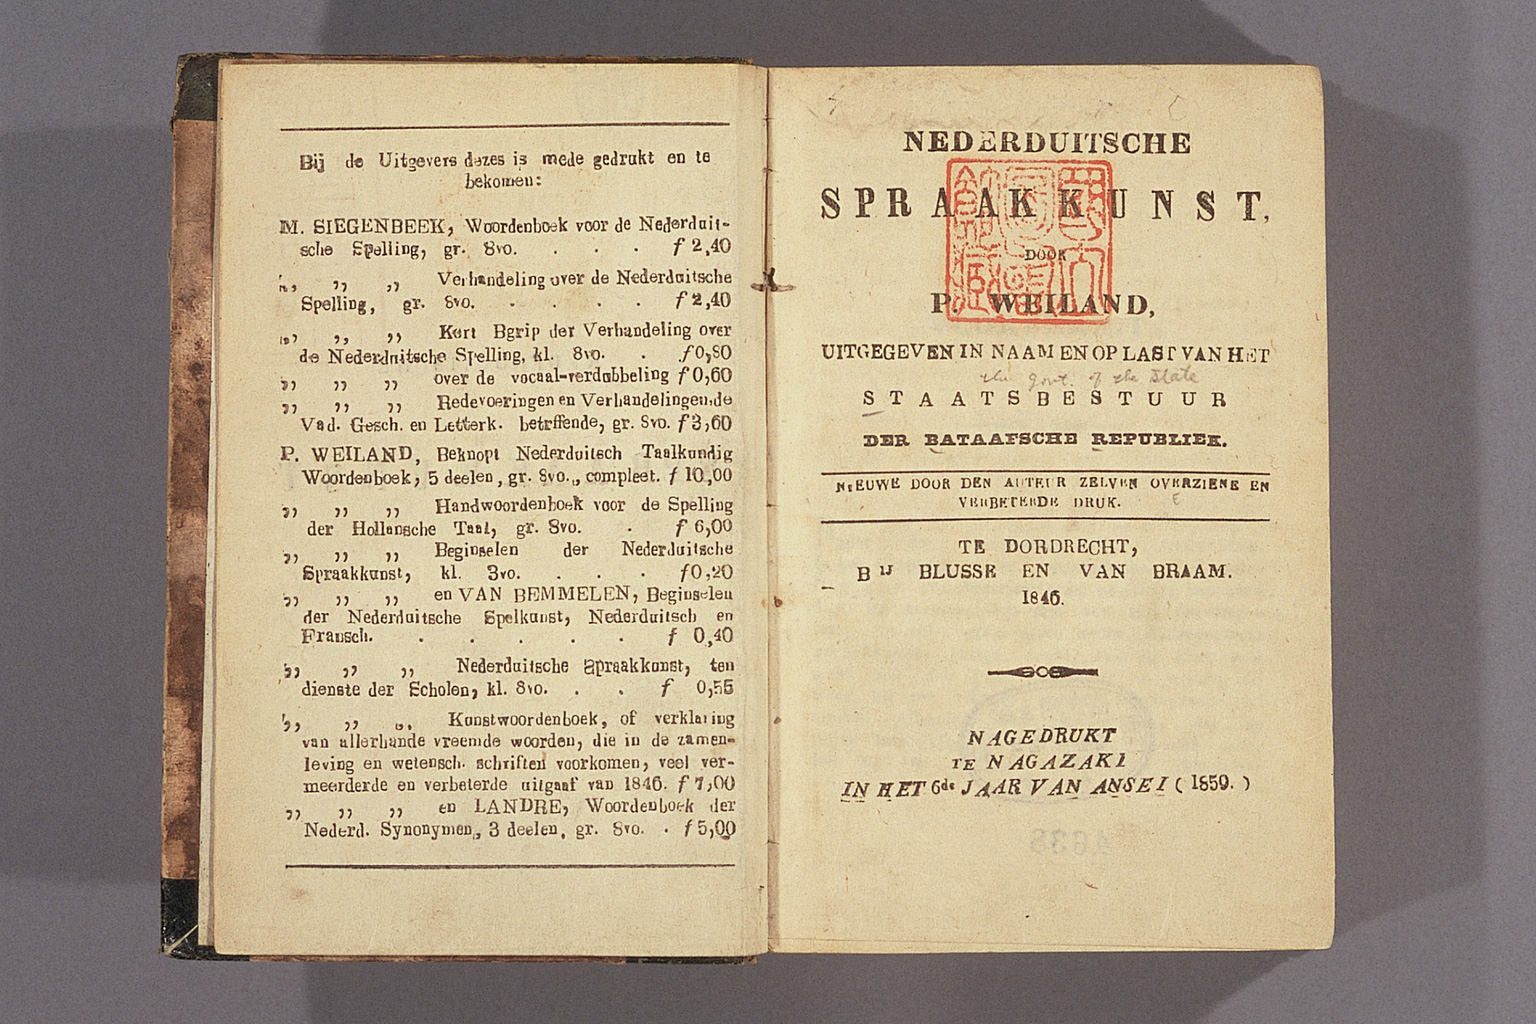 Bij de Uitgevers dezes is mede gedrukt en te
bekomen:
M. SIEGENBEEK, Woordenboek voor de Nederduit-
sche Spelling, gr. 8vo. . . . f 2,40
,, ,, ,, Verhandeling over de Nederduitsche
Spelling, gr. 8vo. . . . . f 2,40
,, ,, ,, Kort Bgrip der Verhandeling over
de Nederduitsche Spelling, kl. 8vo. . f 0,80
,, ,, ,, over de vocaal-verdubbeling f 0,60
,, ,, ,, Redevoeringen en Verhandelingen, de
Vad. Gesch. en Letterk. betrffende, gr. 8vo. f 3,60
P. WEILAND, Beknopt Nederduitsch Taalkundig
Woordenboek, 5 deelen, gr. 8vo., compleet. f 10,00
,, ,, ,, Handwoordenboek voor de Spelling
der Hollansche Taal, gr. 8vo. . f 6,00
,, ,, ,, Beginselen der Nederduitsche
Spraakkunst, kl. 8vo. . . . f 0,20
,, ,, ,, en VAN BEMMELEN, Beginselen
der Nederduitsche Spelkunst, Nederduitsch en
Fransch. . . . . . f 0,40
,, ,, ,, Nederduitsche Spraakkonst, ten
dienste der Scholen, kl. 8vo. . . f 0,55
,, ,, ,, Kunstwoordenboek, of verklaring
van allerhande vreemde woorden, die in de zamen-
leving en wetensch. schriften voorkomen, veel ver-
meerderde en verbeterde uitgaaf van 1846. f 7,00
,, ,, ,, en LANDRE, Woordenboek der
Nederd. Synonymen, 3 deelen, gr. 8vo. . f 5,00
NEDERDUITSCHE
SPRAAKKUNST,
DOOR
P. WEILAND,
UITGEGEVEN IN NAAM EN OP LAST VAN HET
the govt. of the State
STAATSBESTUUR
DER BATAAFSCHE REPUBLIEK.
NIEUWE DOOR DEN AUTEUR ZELVEN OVERZIENE EN
VERBETERDE DRUK.
TE DORDRECHT,
BIJ BLUSSE EN VAN BRAAM.
1846.
NAGEDRUKT
TE NAGAZAKI
IN HET 6de JAAR VAN ANSEI (1859.)